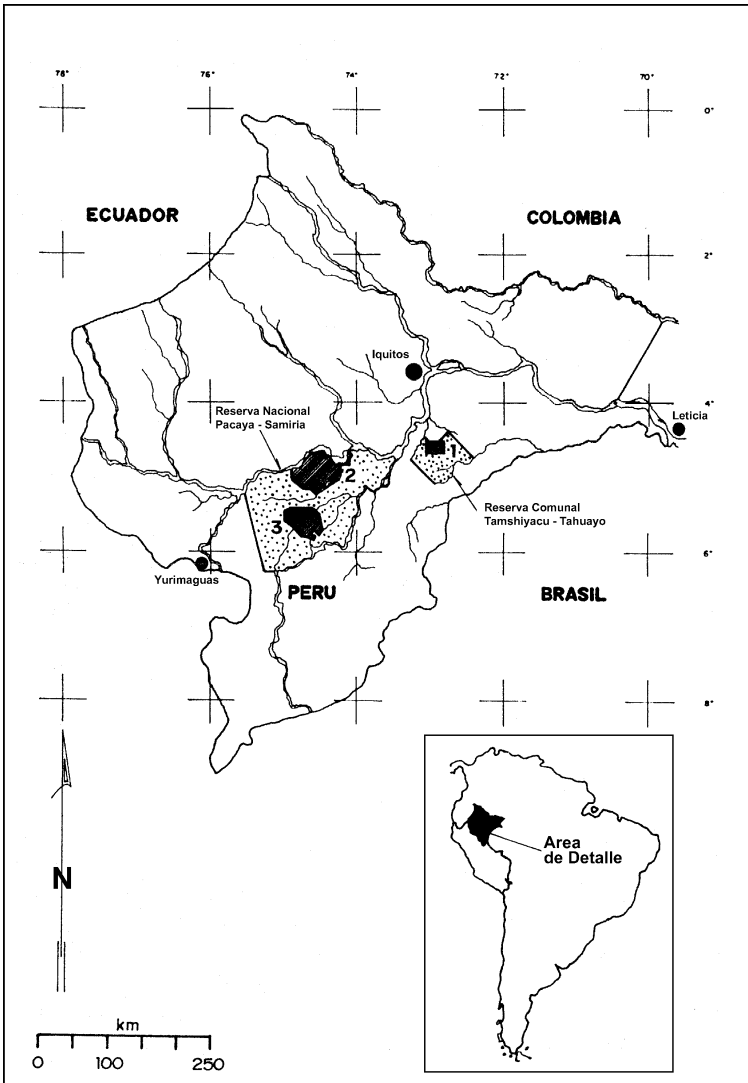 78° 76° 74° 72° 70°
0°
ECUADOR
COLOMBIA
2°
Iquitos
4°
Reserva Nacional
Pacaya - Samiria
Leticia
1
2
Reserva Comunal
Tamshiyacu - Tahuayo
3
6°
Yurimaguas
PERU
BRASIL
8°
Area
de Detalle
N
km
0 100 250